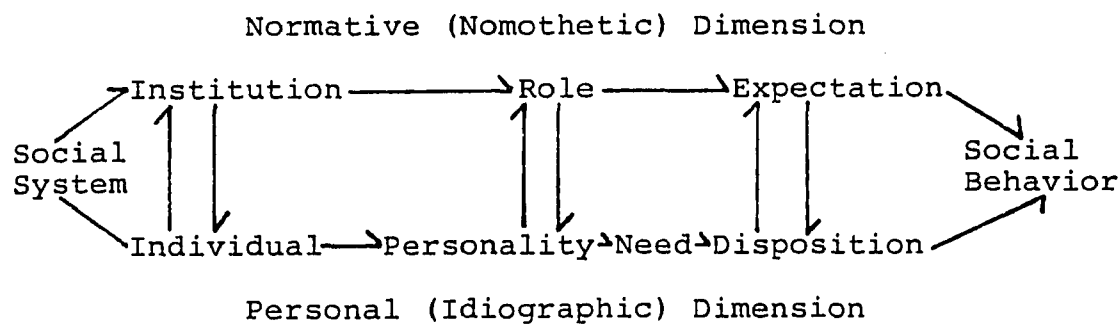 Normative (Nomothetic) Dimension
Institution Role Expectation
Social System
Social Behavior
Individual Personality Need Disposition
Personal (Idiographic) Dimension